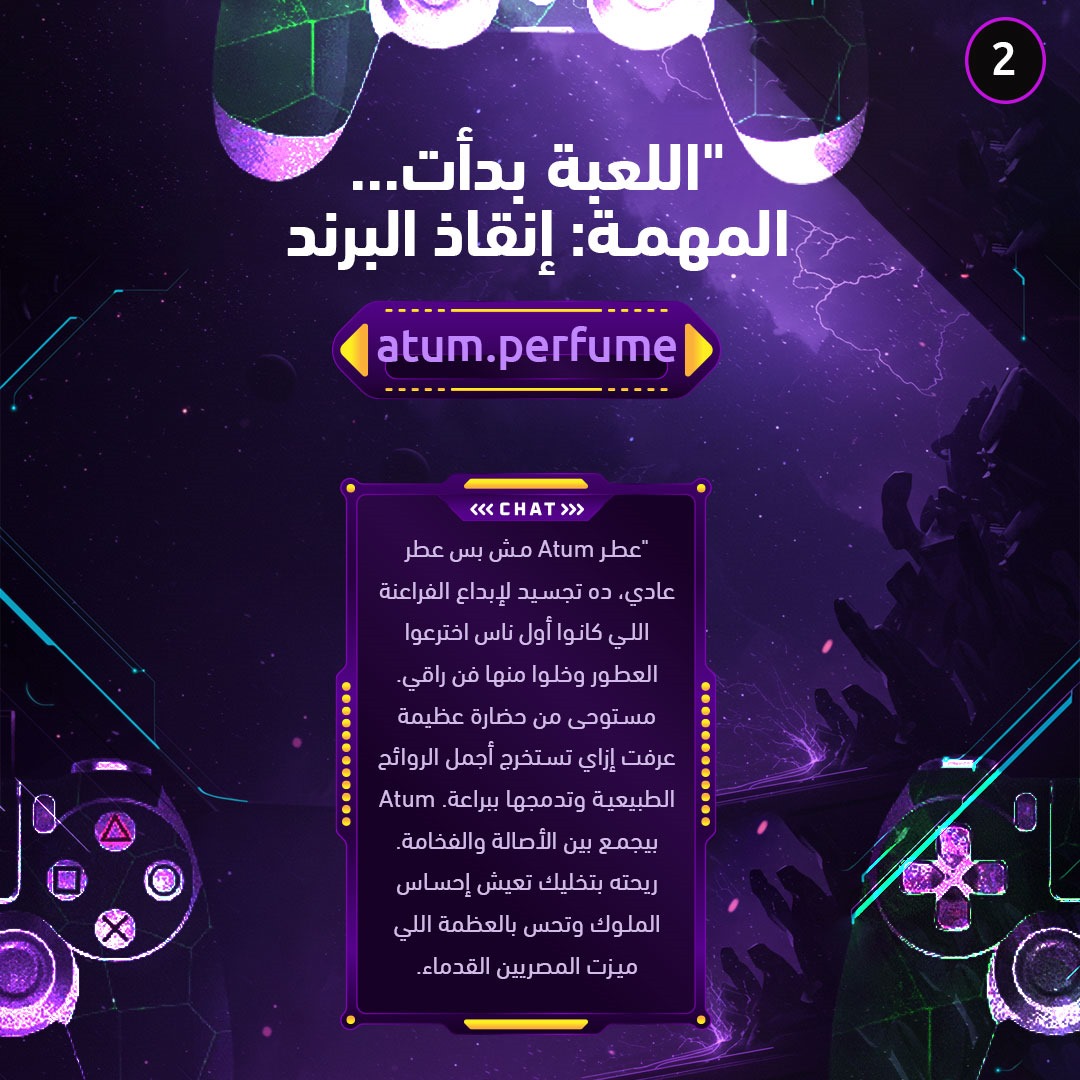 2
"اللعبة بدأت...
المهمة: إنقاذ البرند
atum.perfume
CHAT
"عطر Atum مش بس عطر
عادي، ده تجسيد لإبداع الفراعنة
اللي كانوا أول ناس اخترعوا
العطور وخلوا منها فن راقي.
مستوحى من حضارة عظيمة
عرفت إزاي تستخرج أجمل الروائح
الطبيعية وتدمجها ببراعة. Atum
بيجمع بين الأصالة والفخامة.
ريحته بتخليك تعيش إحساس
الملوك وتحس بالعظمة اللي
ميزت المصريين القدماء.